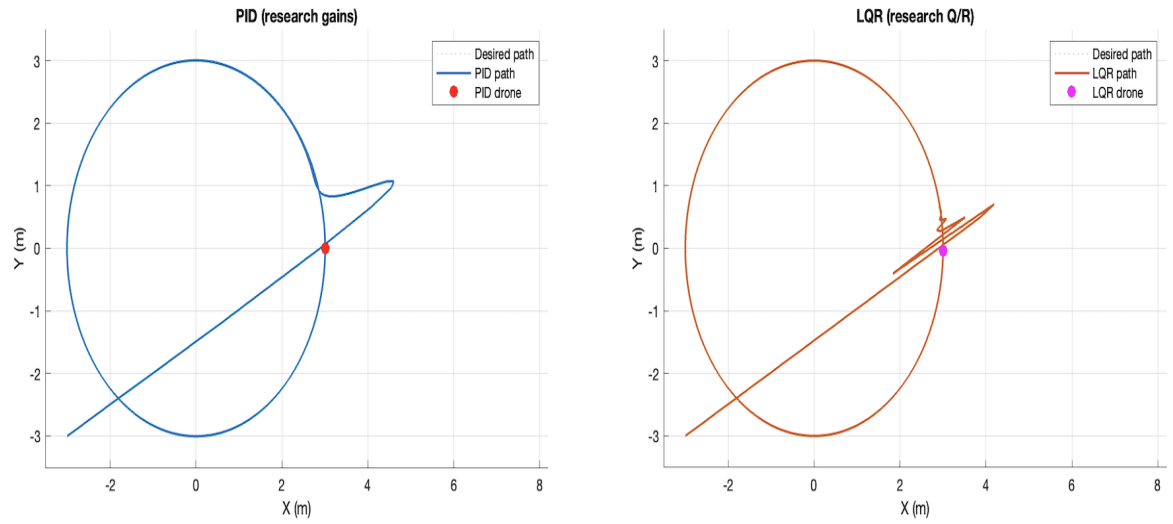 PID (research gains)
Desired path
PID path
PID drone
3
2
1
0
-1
-2
-3
Y (m)
-2
0
2
4
6
8
X (m)
LQR (research Q/R)
Desired path
LQR path
LQR drone
3
2
1
0
-1
-2
-3
Y (m)
-2
0
2
4
6
8
X (m)